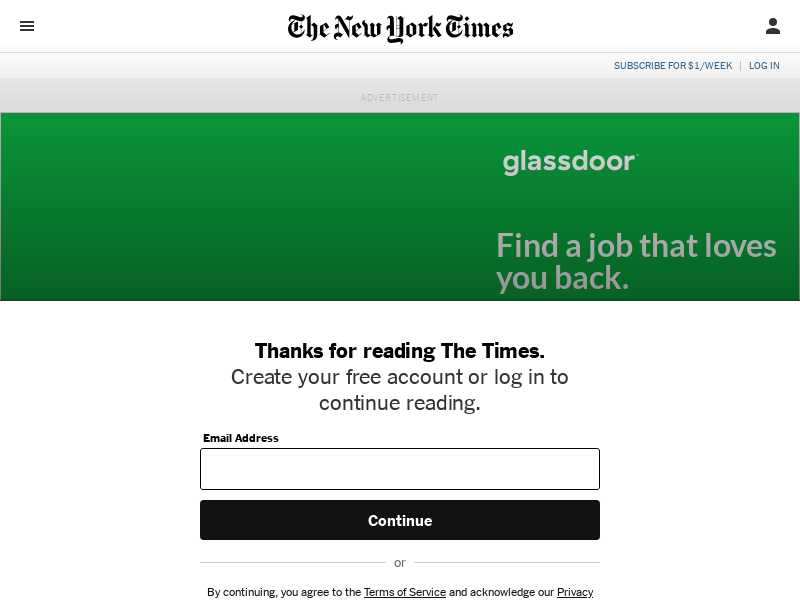 The New York Times
SUBSCRIBE FOR $1/WEEK | LOG IN
ADVERTISEMENT
glassdoor
Find a job that loves
you back.
Thanks for reading The Times.
Create your free account or log in to
continue reading.
Email Address
Continue
or
By continuing, you agree to the Terms of Service and acknowledge our Privacy